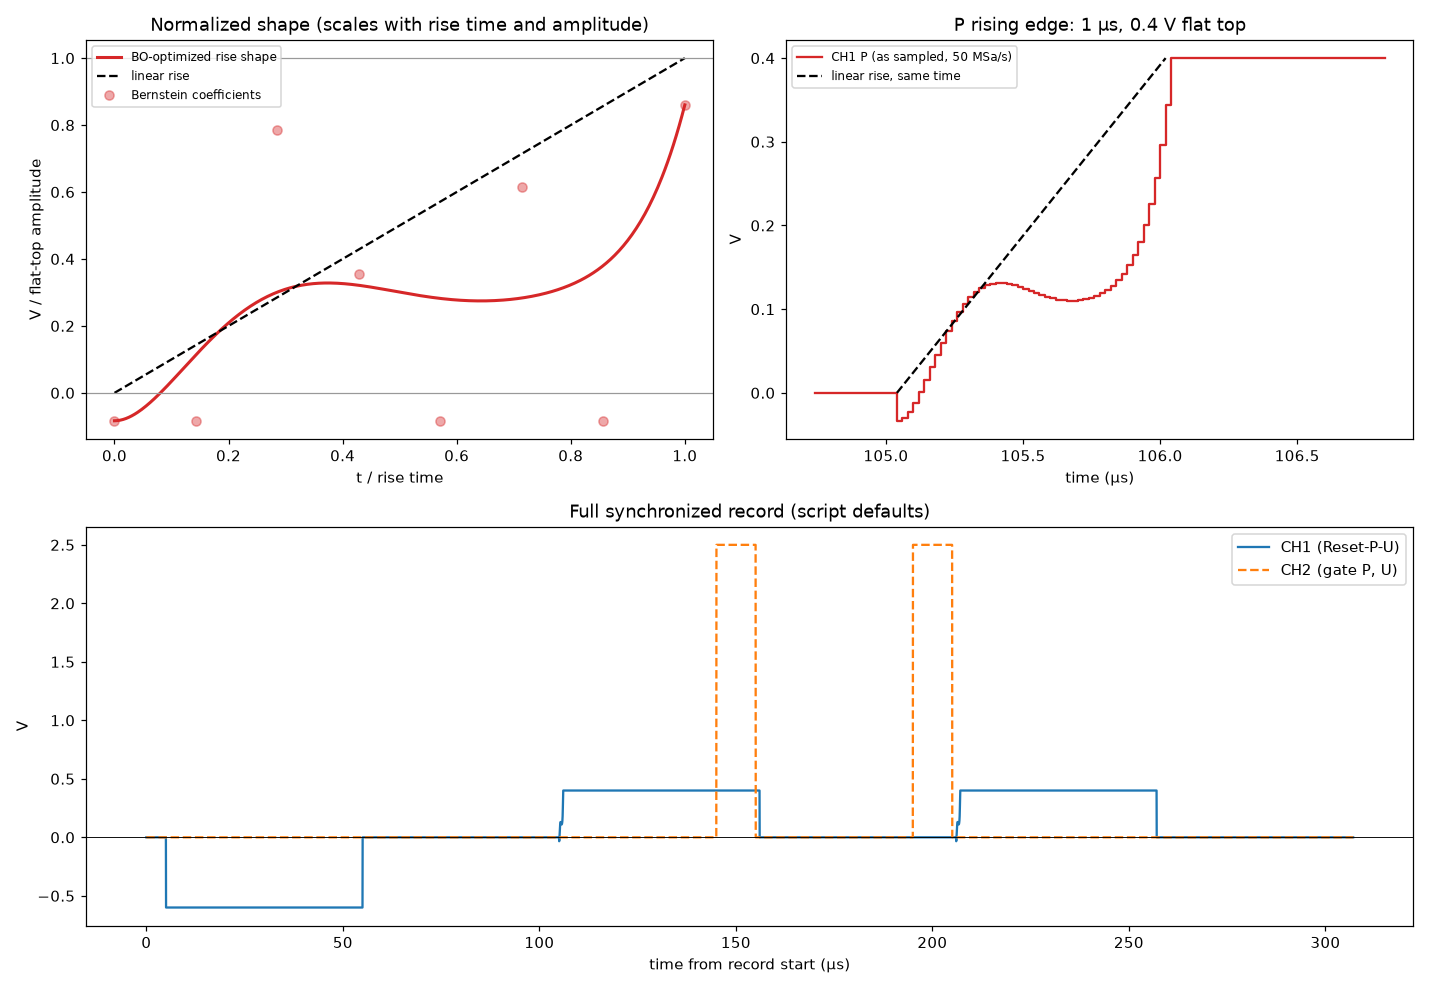 Normalized shape (scales with rise time and amplitude)
BO-optimized rise shape
linear rise
Bernstein coefficients
V / flat-top amplitude
1.0
0.8
0.6
0.4
0.2
0.0
0.0 0.2 0.4 0.6 0.8 1.0
t / rise time
P rising edge: 1 µs, 0.4 V flat top
CH1 P (as sampled, 50 MSa/s)
linear rise, same time
V
0.4
0.3
0.2
0.1
0.0
105.0 105.5 106.0 106.5
time (µs)
Full synchronized record (script defaults)
CH1 (Reset-P-U)
CH2 (gate P, U)
V
2.5
2.0
1.5
1.0
0.5
0.0
−0.5
0 50 100 150 200 250 300
time from record start (µs)